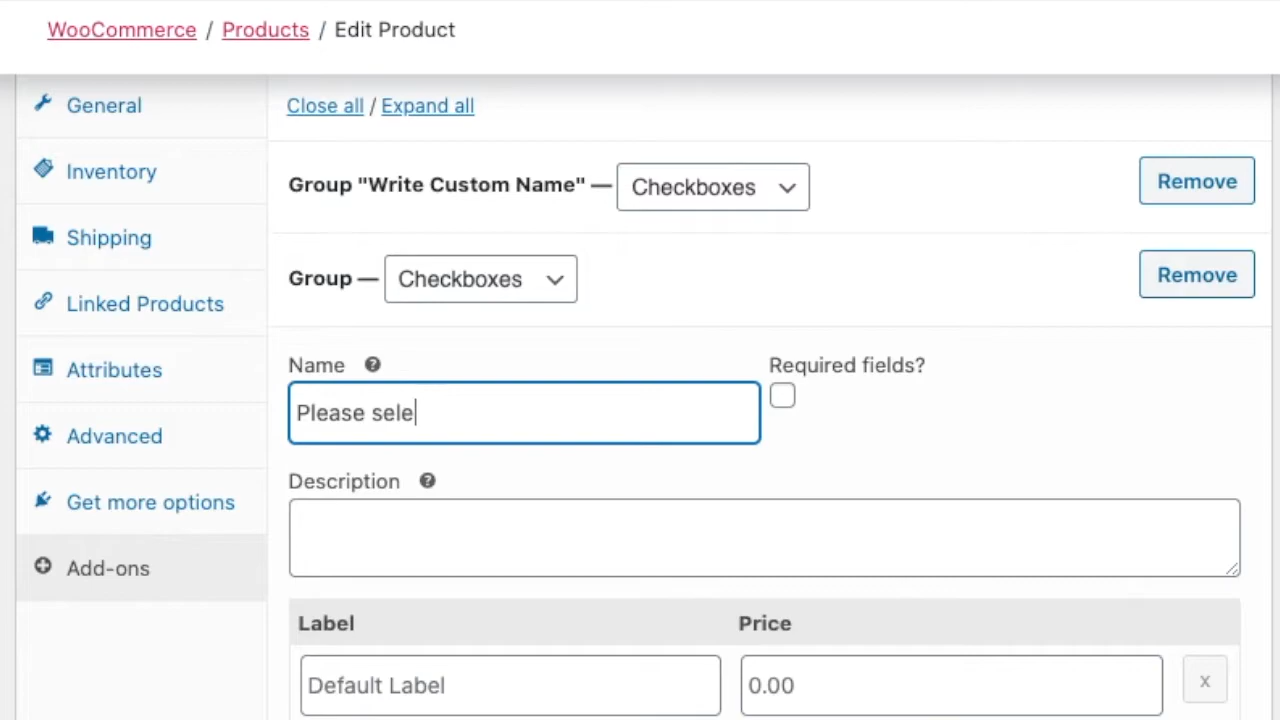 WooCommerce / Products / Edit Product
General
Inventory
Shipping
Linked Products
Attributes
Advanced
Get more options
Add-ons
Close all / Expand all
Group "Write Custom Name" — Checkboxes Remove
Group — Checkboxes Remove
Name ? Required fields?
Please sele
Description ?
Label Price
Default Label 0.00 x